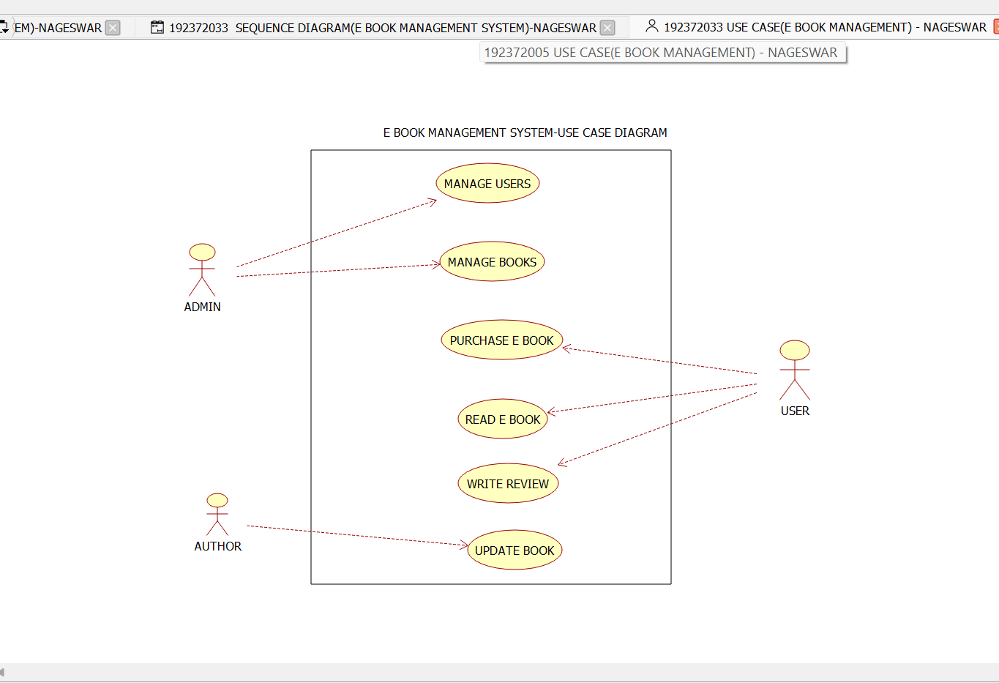 EM)-NAGESWAR
192372033  SEQUENCE DIAGRAM(E BOOK MANAGEMENT SYSTEM)-NAGESWAR
192372033 USE CASE(E BOOK MANAGEMENT) - NAGESWAR
192372005 USE CASE(E BOOK MANAGEMENT) - NAGESWAR
E BOOK MANAGEMENT SYSTEM-USE CASE DIAGRAM
MANAGE USERS
MANAGE BOOKS
ADMIN
PURCHASE E BOOK
USER
READ E BOOK
WRITE REVIEW
AUTHOR
UPDATE BOOK